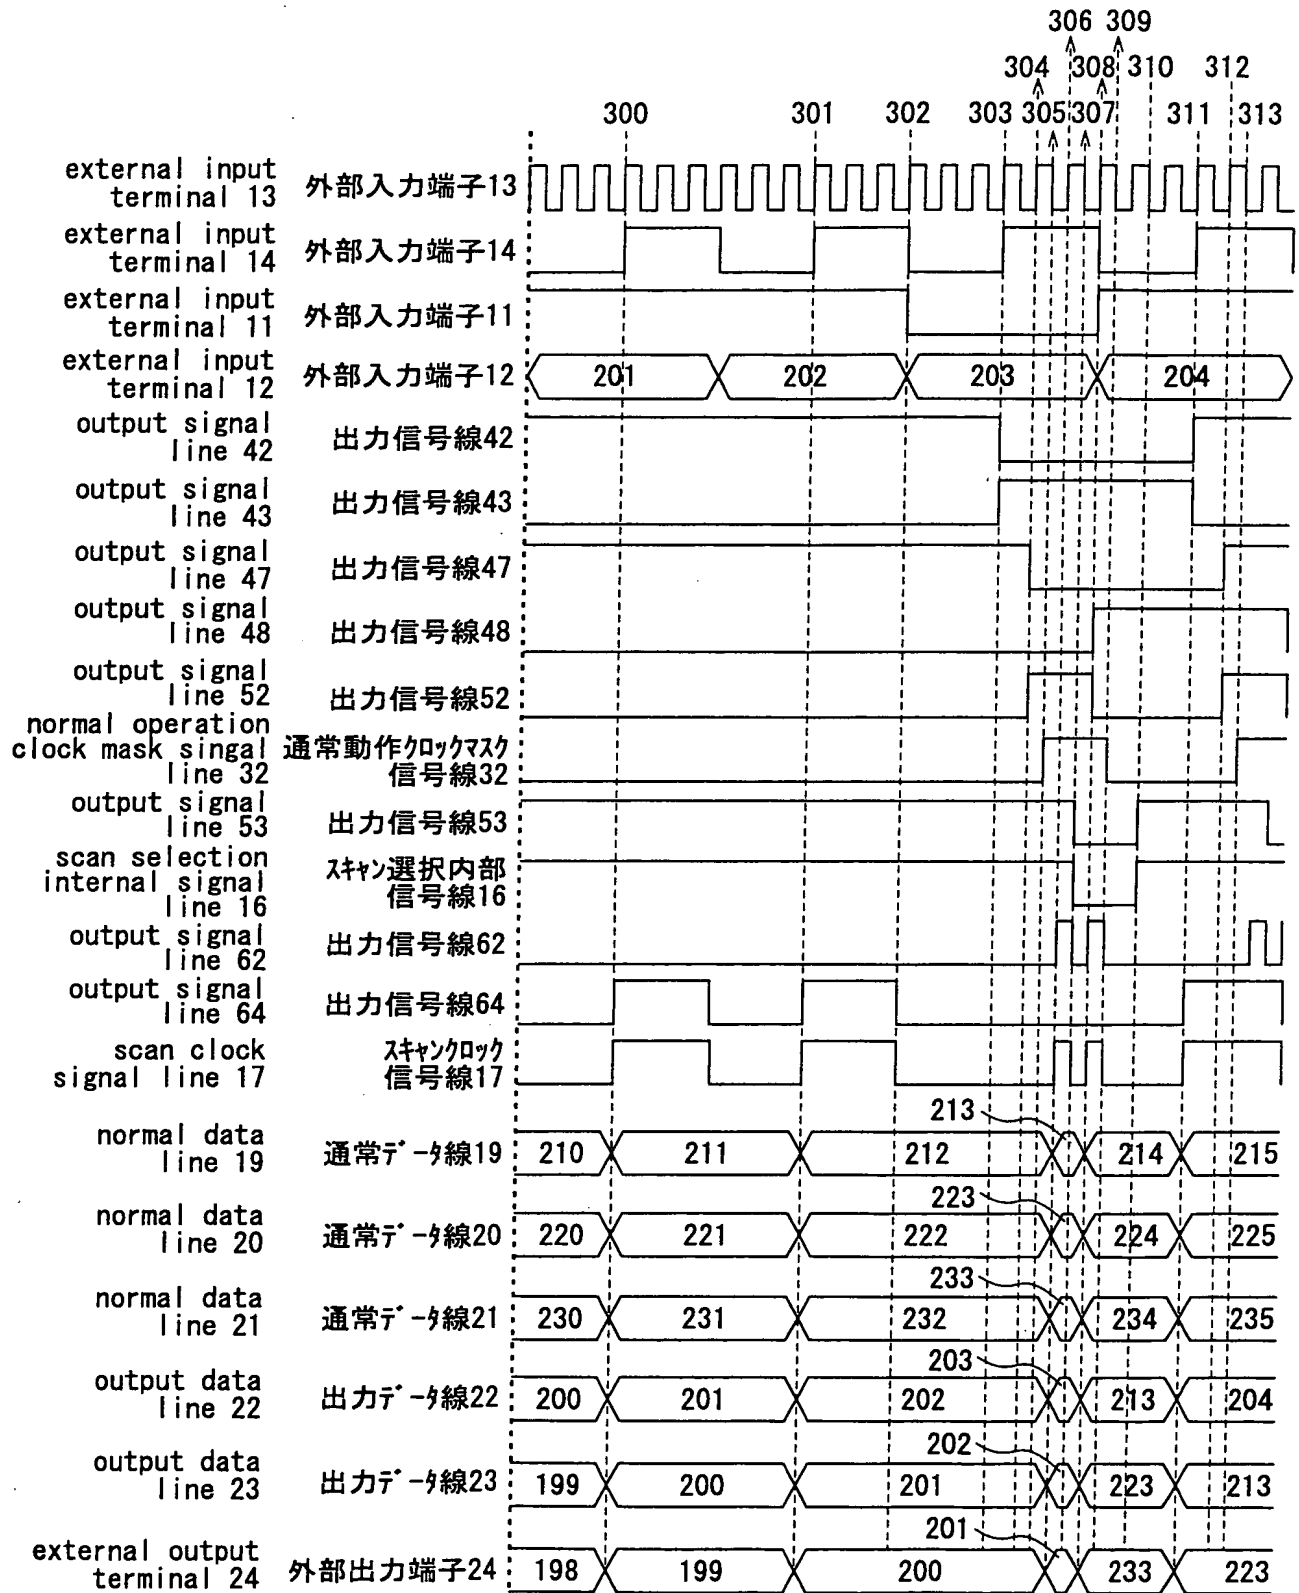 306 309
304 308 310 312
300 301 302 303 305 307 311 313
external input
terminal 13
外部入力端子13
external input
terminal 14
外部入力端子14
external input
terminal 11
外部入力端子11
external input
terminal 12
外部入力端子12
201 202 203 204
output signal
line 42
出力信号線42
output signal
line 43
出力信号線43
output signal
line 47
出力信号線47
output signal
line 48
出力信号線48
output signal
line 52
出力信号線52
normal operation
clock mask singal
line 32
通常動作クロックマスク
信号線32
output signal
line 53
出力信号線53
scan selection
internal signal
line 16
スキャン選択内部
信号線16
output signal
line 62
出力信号線62
output signal
line 64
出力信号線64
scan clock
signal line 17
スキャンクロック
信号線17
213
normal data
line 19
通常データ線19
210 211 212 214 215
223
normal data
line 20
通常データ線20
220 221 222 224 225
233
normal data
line 21
通常データ線21
230 231 232 234 235
203
output data
line 22
出力データ線22
200 201 202 213 204
202
output data
line 23
出力データ線23
199 200 201 223 213
201
external output
terminal 24
外部出力端子24
198 199 200 233 223